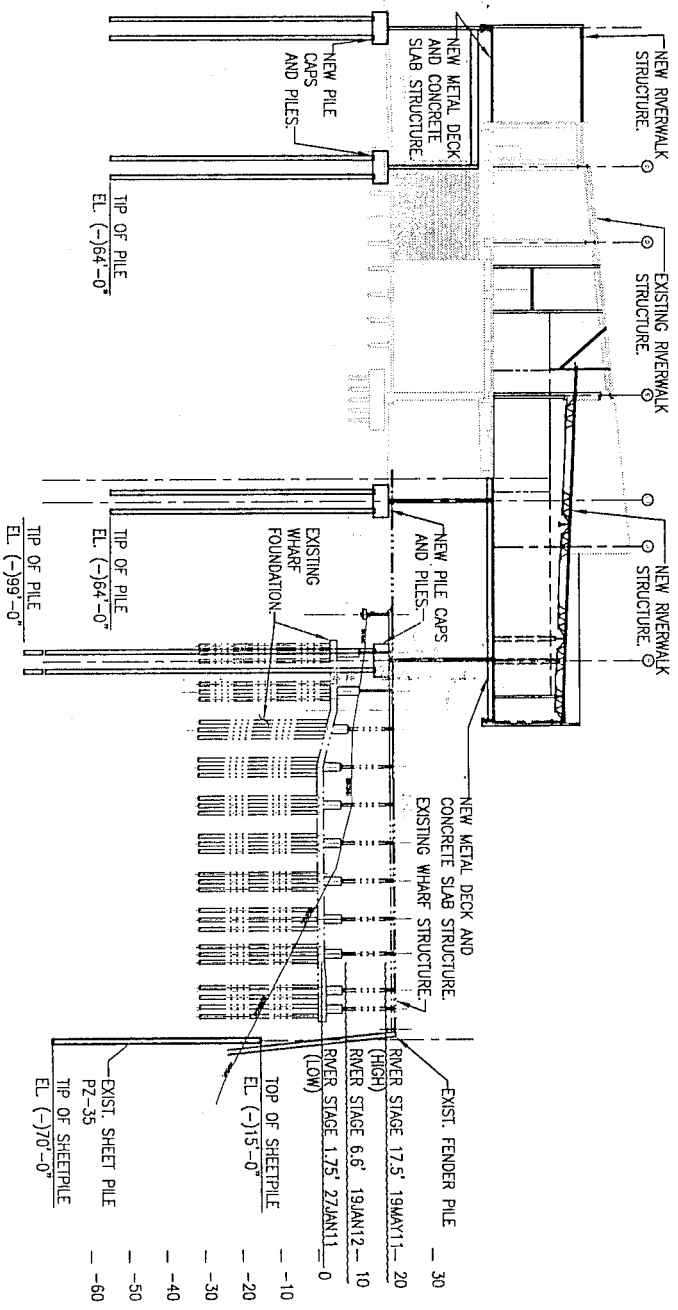 NEW RIVERWALK
STRUCTURE.
EXISTING RIVERWALK
STRUCTURE.
NEW RIVERWALK
STRUCTURE.
NEW METAL DECK
AND CONCRETE
SLAB STRUCTURE.
NEW PILE
CAPS
AND PILES.
TIP OF PILE
EL. (-)64'-0"
NEW PILE CAPS
AND PILES.
EXISTING
WHARF
FOUNDATION.
TIP OF PILE
EL. (-)64'-0"
TIP OF PILE
EL. (-)99'-0"
NEW METAL DECK AND
CONCRETE SLAB STRUCTURE.
EXISTING WHARF STRUCTURE.
EXIST. FENDER PILE
RIVER STAGE 17.5' 19MAY11
(HIGH)
RIVER STAGE 6.6' 19JAN12
RIVER STAGE 1.75' 27JAN11
(LOW)
TOP OF SHEETPILE
EL. (-)15'-0"
EXIST. SHEET PILE
PZ-35
TIP OF SHEETPILE
EL. (-)70'-0"
30
20
10
0
-10
-20
-30
-40
-50
-60